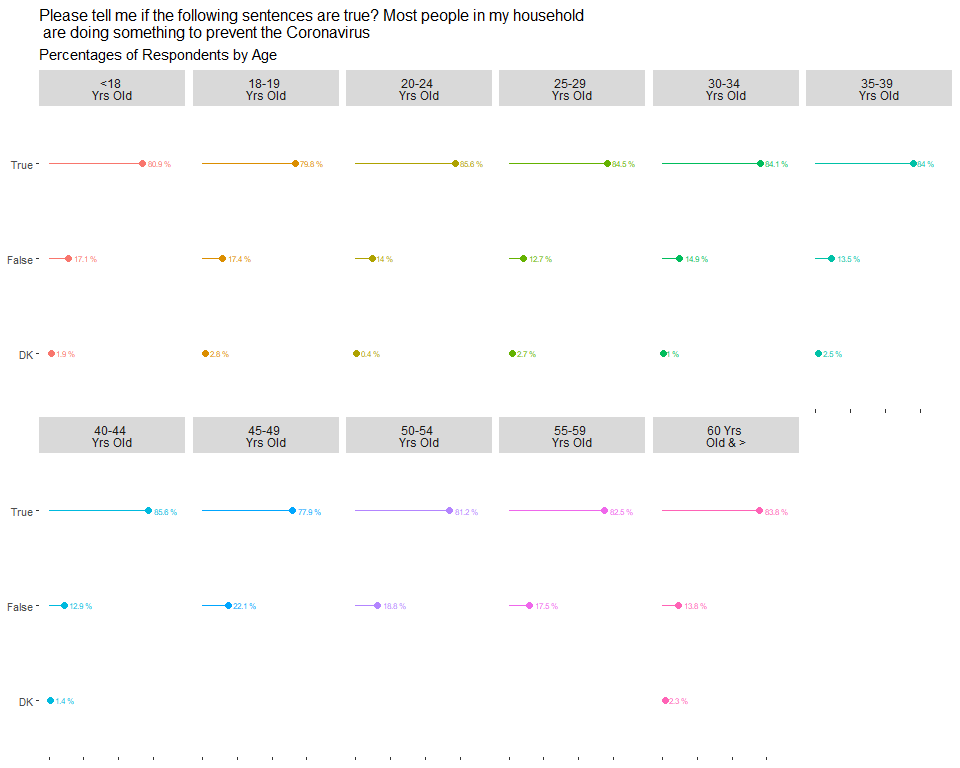 Please tell me if the following sentences are true? Most people in my household
are doing something to prevent the Coronavirus
Percentages of Respondents by Age
<18 Yrs Old
18-19 Yrs Old
20-24 Yrs Old
25-29 Yrs Old
30-34 Yrs Old
35-39 Yrs Old
True 80.9 % 79.8 % 85.6 % 84.5 % 84.1 % 84 %
False 17.1 % 17.4 % 14 % 12.7 % 14.9 % 13.5 %
DK 1.9 % 2.8 % 0.4 % 2.7 % 1 % 2.5 %
40-44 Yrs Old
45-49 Yrs Old
50-54 Yrs Old
55-59 Yrs Old
60 Yrs Old & >
True 85.6 % 77.9 % 81.2 % 82.5 % 83.8 %
False 12.9 % 22.1 % 18.8 % 17.5 % 13.8 %
DK 1.4 % 2.3 %